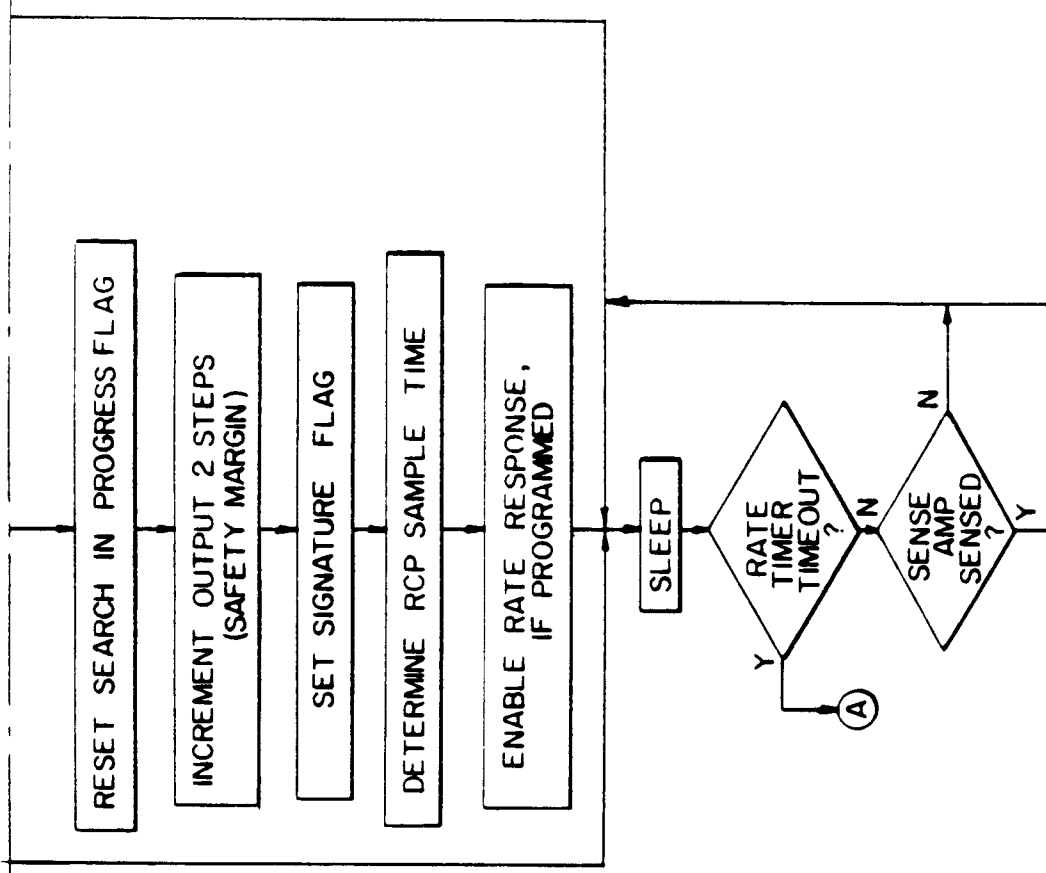 RESET SEARCH IN PROGRESS FLAG
INCREMENT OUTPUT 2 STEPS
(SAFETY MARGIN)
SET SIGNATURE FLAG
DETERMINE RCP SAMPLE TIME
ENABLE RATE RESPONSE,
IF PROGRAMMED
SLEEP
RATE
TIMER
TIMEOUT
?
Y
N
A
SENSE
AMP
SENSED
?
N
Y